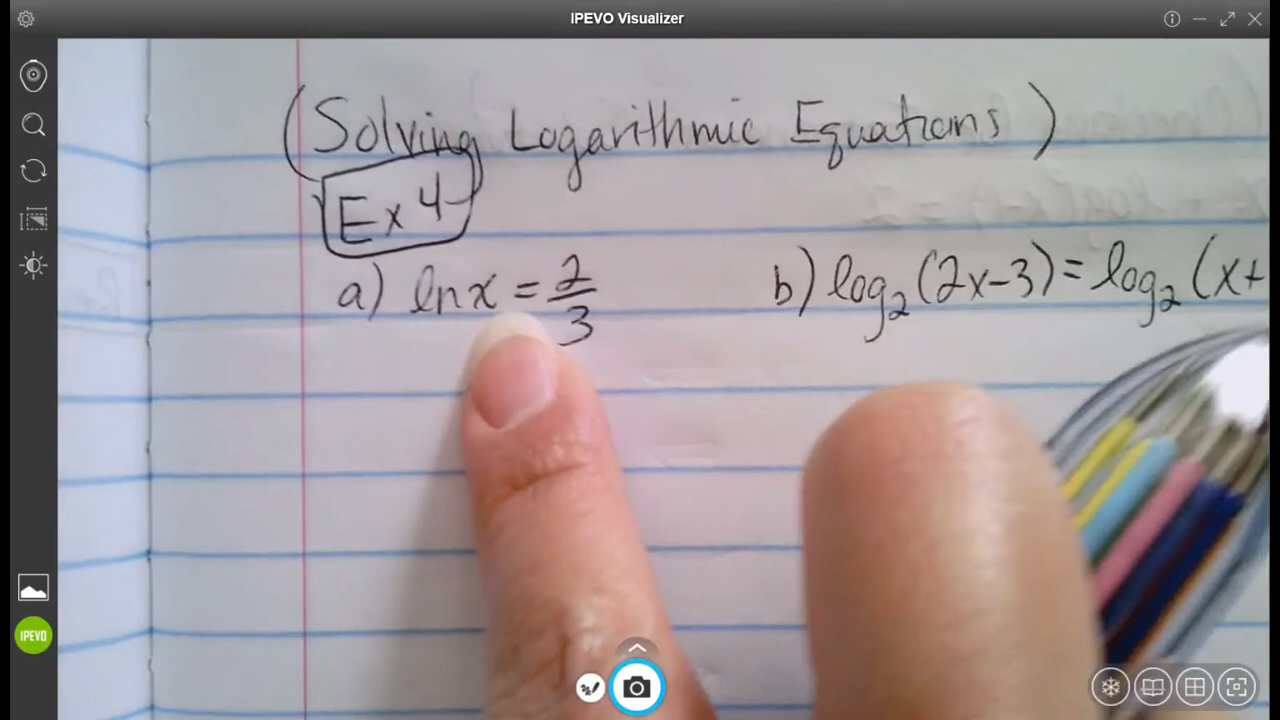 IPEVO Visualizer
(Solving Logarithmic Equations)
Ex 4
a) ln x = 2/3
b) log₂(2x-3) = log₂(x+
IPEVO